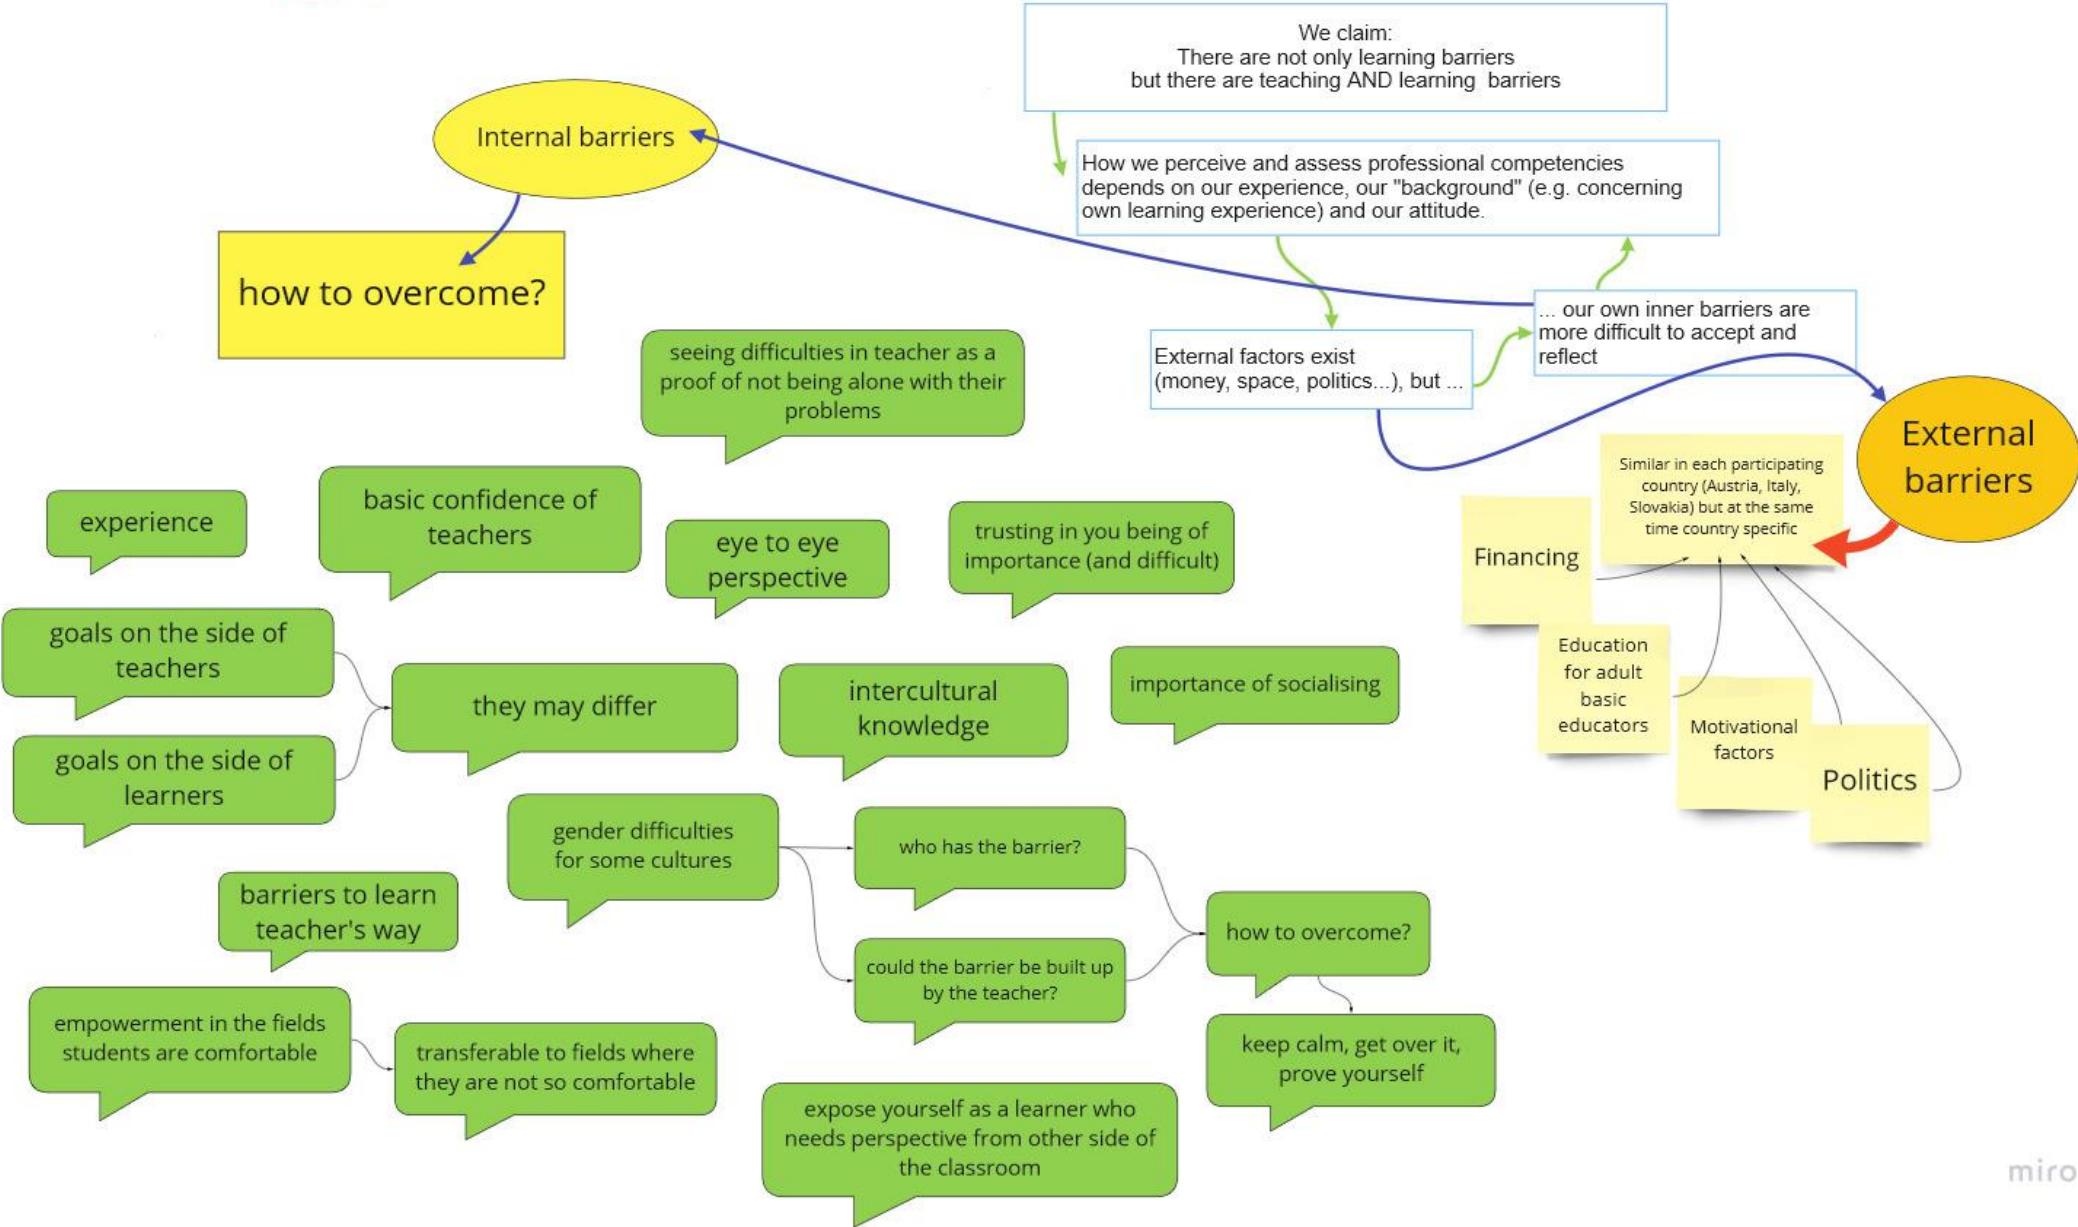 We claim:
There are not only learning barriers
but there are teaching AND learning barriers
Internal barriers
How we perceive and assess professional competencies
depends on our experience, our "background" (e.g. concerning
own learning experience) and our attitude.
how to overcome?
... our own inner barriers are
more difficult to accept and
reflect
External factors exist
(money, space, politics...), but ...
External
barriers
Similar in each participating
country (Austria, Italy,
Slovakia) but at the same
time country specific
Financing
Education
for adult
basic
educators
Motivational
factors
Politics
seeing difficulties in teacher as a
proof of not being alone with their
problems
experience
basic confidence of
teachers
eye to eye
perspective
trusting in you being of
importance (and difficult)
goals on the side of
teachers
they may differ
intercultural
knowledge
importance of socialising
goals on the side of
learners
gender difficulties
for some cultures
who has the barrier?
barriers to learn
teacher's way
could the barrier be built up
by the teacher?
how to overcome?
empowerment in the fields
students are comfortable
transferable to fields where
they are not so comfortable
keep calm, get over it,
prove yourself
expose yourself as a learner who
needs perspective from other side of
the classroom
miro